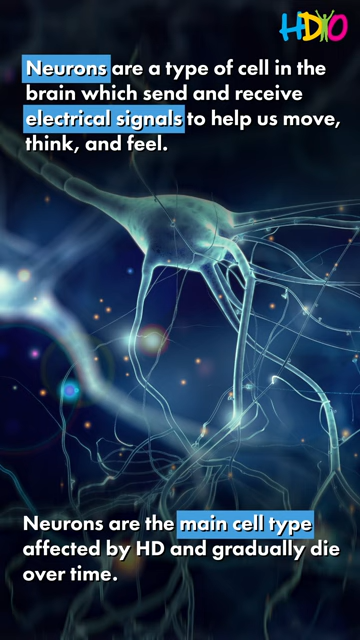 HDYO
Neurons are a type of cell in the
brain which send and receive
electrical signals to help us move,
think, and feel.
Neurons are the main cell type
affected by HD and gradually die
over time.